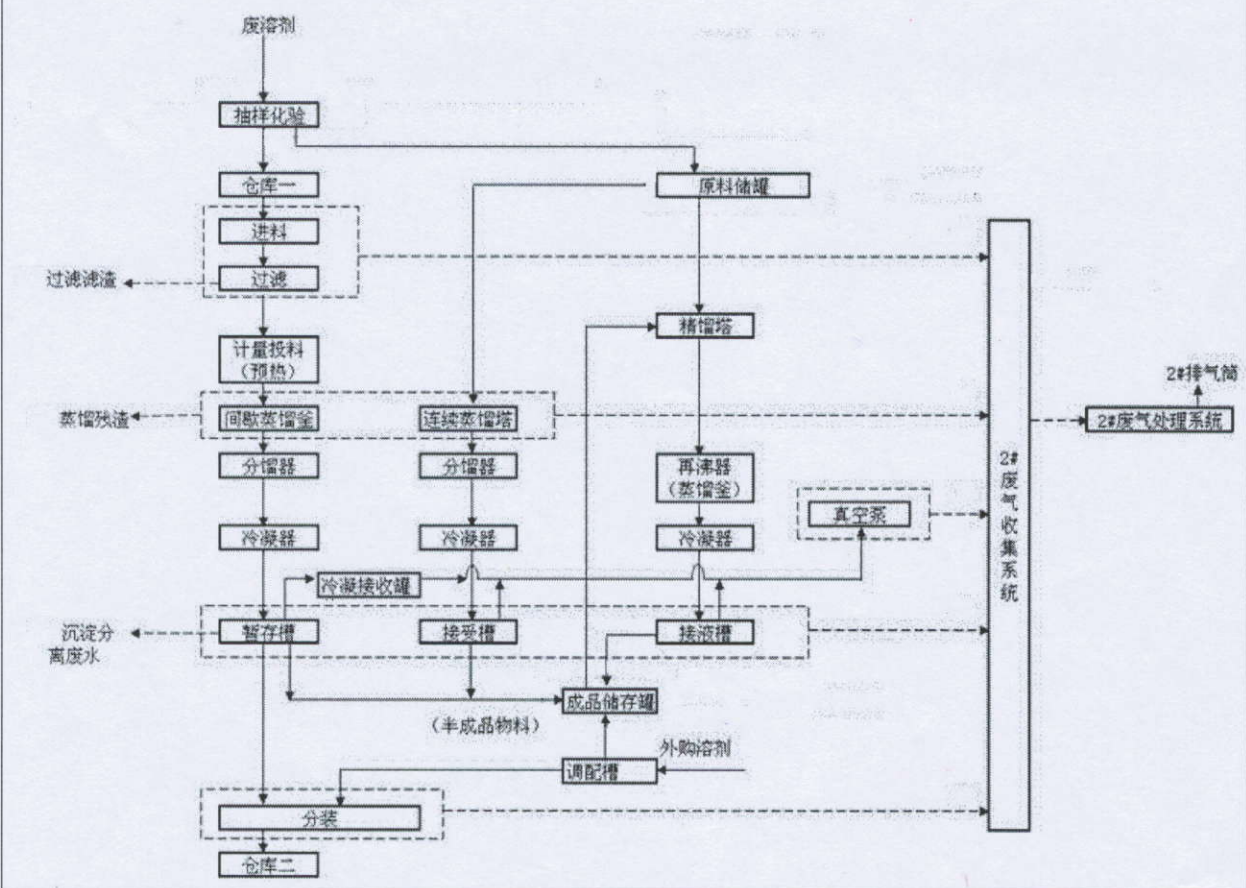 废溶剂
抽样化验
仓库一
原料储罐
进料
过滤滤渣
过滤
精馏塔
计量投料
（预热）
2#排气筒
蒸馏残渣
间歇蒸馏釜
连续蒸馏塔
2#废气处理系统
分馏器
分馏器
再沸器
（蒸馏釜）
2#废气收集系统
真空泵
冷凝器
冷凝器
冷凝器
冷凝接收罐
沉淀分
离废水
暂存槽
接受槽
接液槽
成品储存罐
（半成品物料）
外购溶剂
调配槽
分装
仓库二